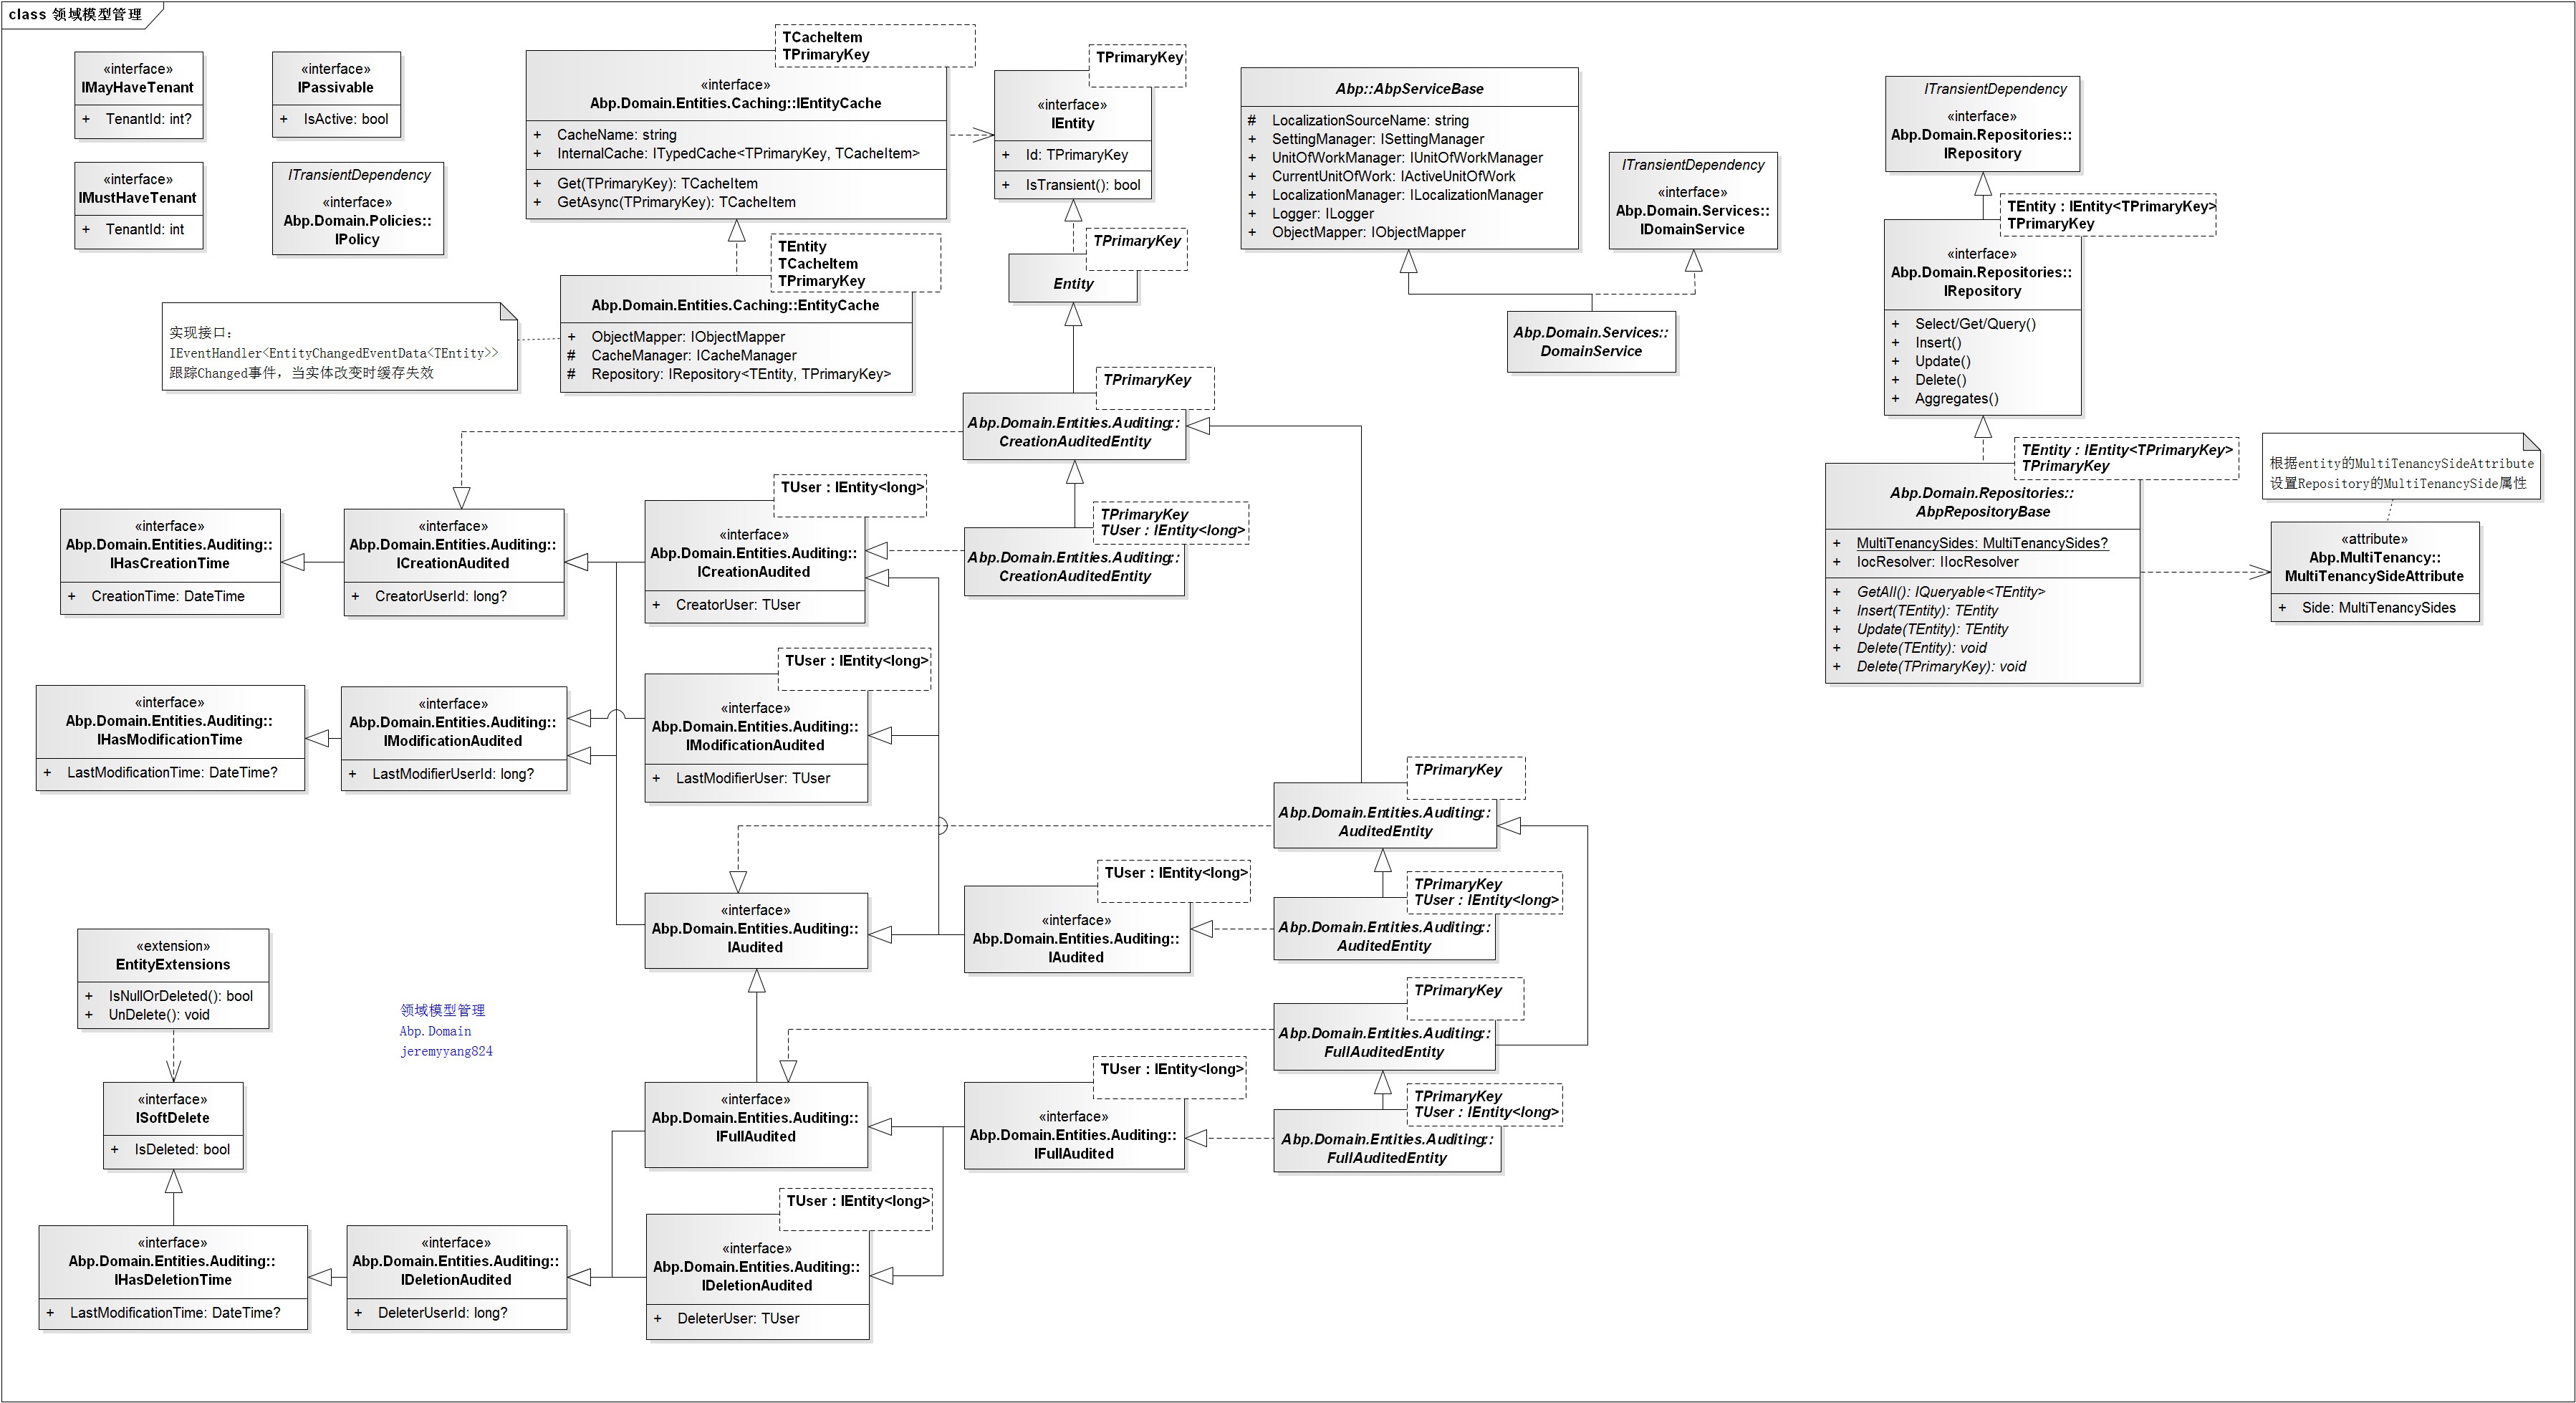 class 领域模型管理
«interface»
IMayHaveTenant
+ TenantId: int?
«interface»
IPassivable
+ IsActive: bool
«interface»
IMustHaveTenant
+ TenantId: int
ITransientDependency
«interface»
Abp.Domain.Policies::
IPolicy
TCacheItem
TPrimaryKey
«interface»
Abp.Domain.Entities.Caching::IEntityCache
+ CacheName: string
+ InternalCache: ITypedCache<TPrimaryKey, TCacheItem>
+ Get(TPrimaryKey): TCacheItem
+ GetAsync(TPrimaryKey): TCacheItem
TPrimaryKey
«interface»
IEntity
+ Id: TPrimaryKey
+ IsTransient(): bool
Abp::AbpServiceBase
# LocalizationSourceName: string
+ SettingManager: ISettingManager
+ UnitOfWorkManager: IUnitOfWorkManager
+ CurrentUnitOfWork: IActiveUnitOfWork
+ LocalizationManager: ILocalizationManager
+ Logger: ILogger
+ ObjectMapper: IObjectMapper
ITransientDependency
«interface»
Abp.Domain.Services::
IDomainService
ITransientDependency
«interface»
Abp.Domain.Repositories::
IRepository
TEntity : IEntity<TPrimaryKey>
TPrimaryKey
«interface»
Abp.Domain.Repositories::
IRepository
+ Select/Get/Query()
+ Insert()
+ Update()
+ Delete()
+ Aggregates()
TEntity
TCacheItem
TPrimaryKey
Abp.Domain.Entities.Caching::EntityCache
+ ObjectMapper: IObjectMapper
# CacheManager: ICacheManager
# Repository: IRepository<TEntity, TPrimaryKey>
实现接口:
IEventHandler<EntityChangedEventData<TEntity>>
跟踪Changed事件，当实体改变时缓存失效
TPrimaryKey
Entity
Abp.Domain.Services::
DomainService
TPrimaryKey
Abp.Domain.Entities.Auditing::
CreationAuditedEntity
TPrimaryKey
TUser : IEntity<long>
Abp.Domain.Entities.Auditing::
CreationAuditedEntity
TEntity : IEntity<TPrimaryKey>
TPrimaryKey
Abp.Domain.Repositories::
AbpRepositoryBase
+ MultiTenancySides: MultiTenancySides?
+ IocResolver: IIocResolver
+ GetAll(): IQueryable<TEntity>
+ Insert(TEntity): TEntity
+ Update(TEntity): TEntity
+ Delete(TEntity): void
+ Delete(TPrimaryKey): void
根据entity的MultiTenancySideAttribute
设置Repository的MultiTenancySide属性
«attribute»
Abp.MultiTenancy::
MultiTenancySideAttribute
+ Side: MultiTenancySides
«interface»
Abp.Domain.Entities.Auditing::
IHasCreationTime
+ CreationTime: DateTime
«interface»
Abp.Domain.Entities.Auditing::
ICreationAudited
+ CreatorUserId: long?
TUser : IEntity<long>
«interface»
Abp.Domain.Entities.Auditing::
ICreationAudited
+ CreatorUser: TUser
«interface»
Abp.Domain.Entities.Auditing::
IHasModificationTime
+ LastModificationTime: DateTime?
«interface»
Abp.Domain.Entities.Auditing::
IModificationAudited
+ LastModifierUserId: long?
TUser : IEntity<long>
«interface»
Abp.Domain.Entities.Auditing::
IModificationAudited
+ LastModifierUser: TUser
TPrimaryKey
Abp.Domain.Entities.Auditing::
AuditedEntity
TPrimaryKey
TUser : IEntity<long>
Abp.Domain.Entities.Auditing::
AuditedEntity
«interface»
Abp.Domain.Entities.Auditing::
IAudited
TUser : IEntity<long>
«interface»
Abp.Domain.Entities.Auditing::
IAudited
«extension»
EntityExtensions
+ IsNullOrDeleted(): bool
+ UnDelete(): void
领域模型管理
Abp.Domain
jeremyyang824
TPrimaryKey
Abp.Domain.Entities.Auditing::
FullAuditedEntity
TPrimaryKey
TUser : IEntity<long>
Abp.Domain.Entities.Auditing::
FullAuditedEntity
«interface»
ISoftDelete
+ IsDeleted: bool
«interface»
Abp.Domain.Entities.Auditing::
IFullAudited
TUser : IEntity<long>
«interface»
Abp.Domain.Entities.Auditing::
IFullAudited
«interface»
Abp.Domain.Entities.Auditing::
IHasDeletionTime
+ LastModificationTime: DateTime?
«interface»
Abp.Domain.Entities.Auditing::
IDeletionAudited
+ DeleterUserId: long?
TUser : IEntity<long>
«interface»
Abp.Domain.Entities.Auditing::
IDeletionAudited
+ DeleterUser: TUser